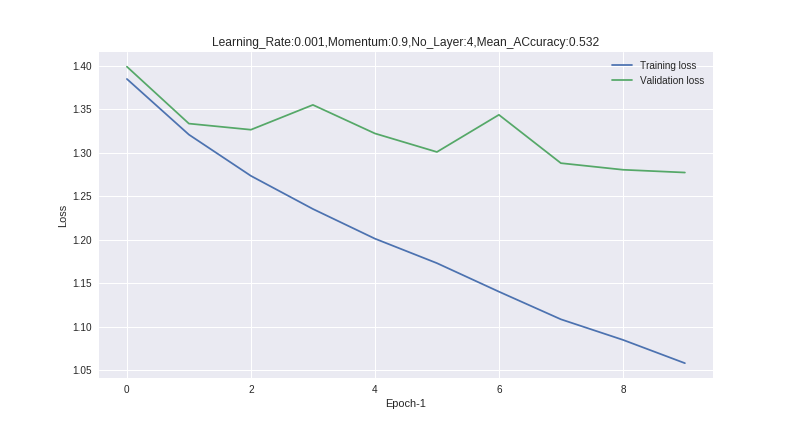 Learning_Rate:0.001,Momentum:0.9,No_Layer:4,Mean_ACcuracy:0.532
Training loss
Validation loss
1.40
1.35
1.30
1.25
1.20
1.15
1.10
1.05
Loss
0 2 4 6 8
Epoch-1